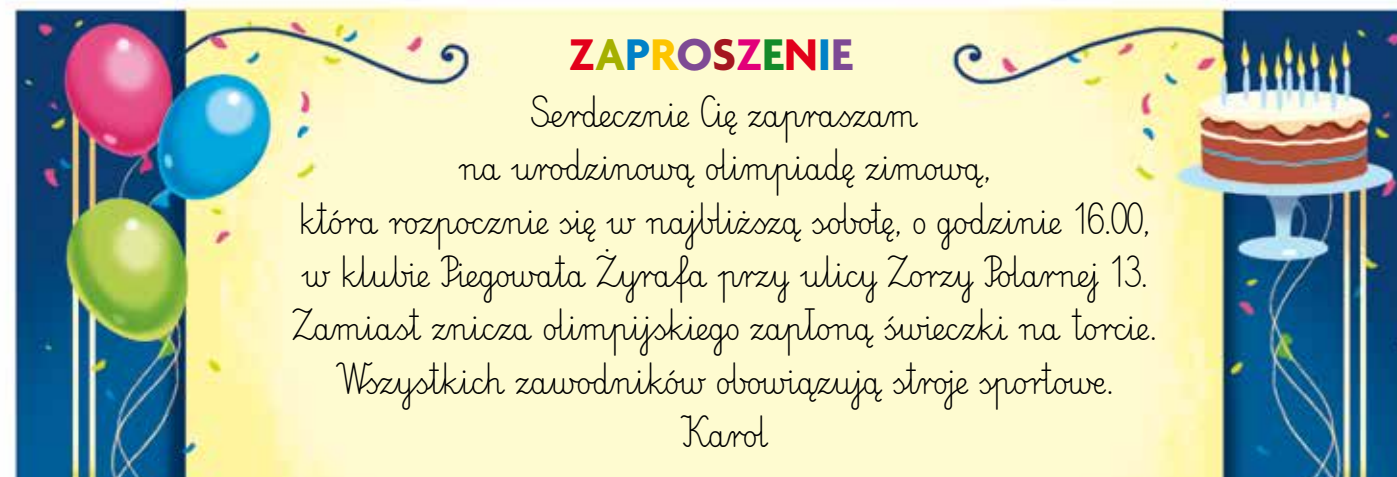 ZAPROSZENIE
Serdecznie Cię zapraszam
na urodzinową olimpiadę zimową,
która rozpocznie się w najbliższą sobotę, o godzinie 16.00,
w klubie Piegowata Żyrafa przy ulicy Zorzy Polarnej 13.
Zamiast znicza olimpijskiego zapłoną świeczki na torcie.
Wszystkich zawodników obowiązują stroje sportowe.
Karol